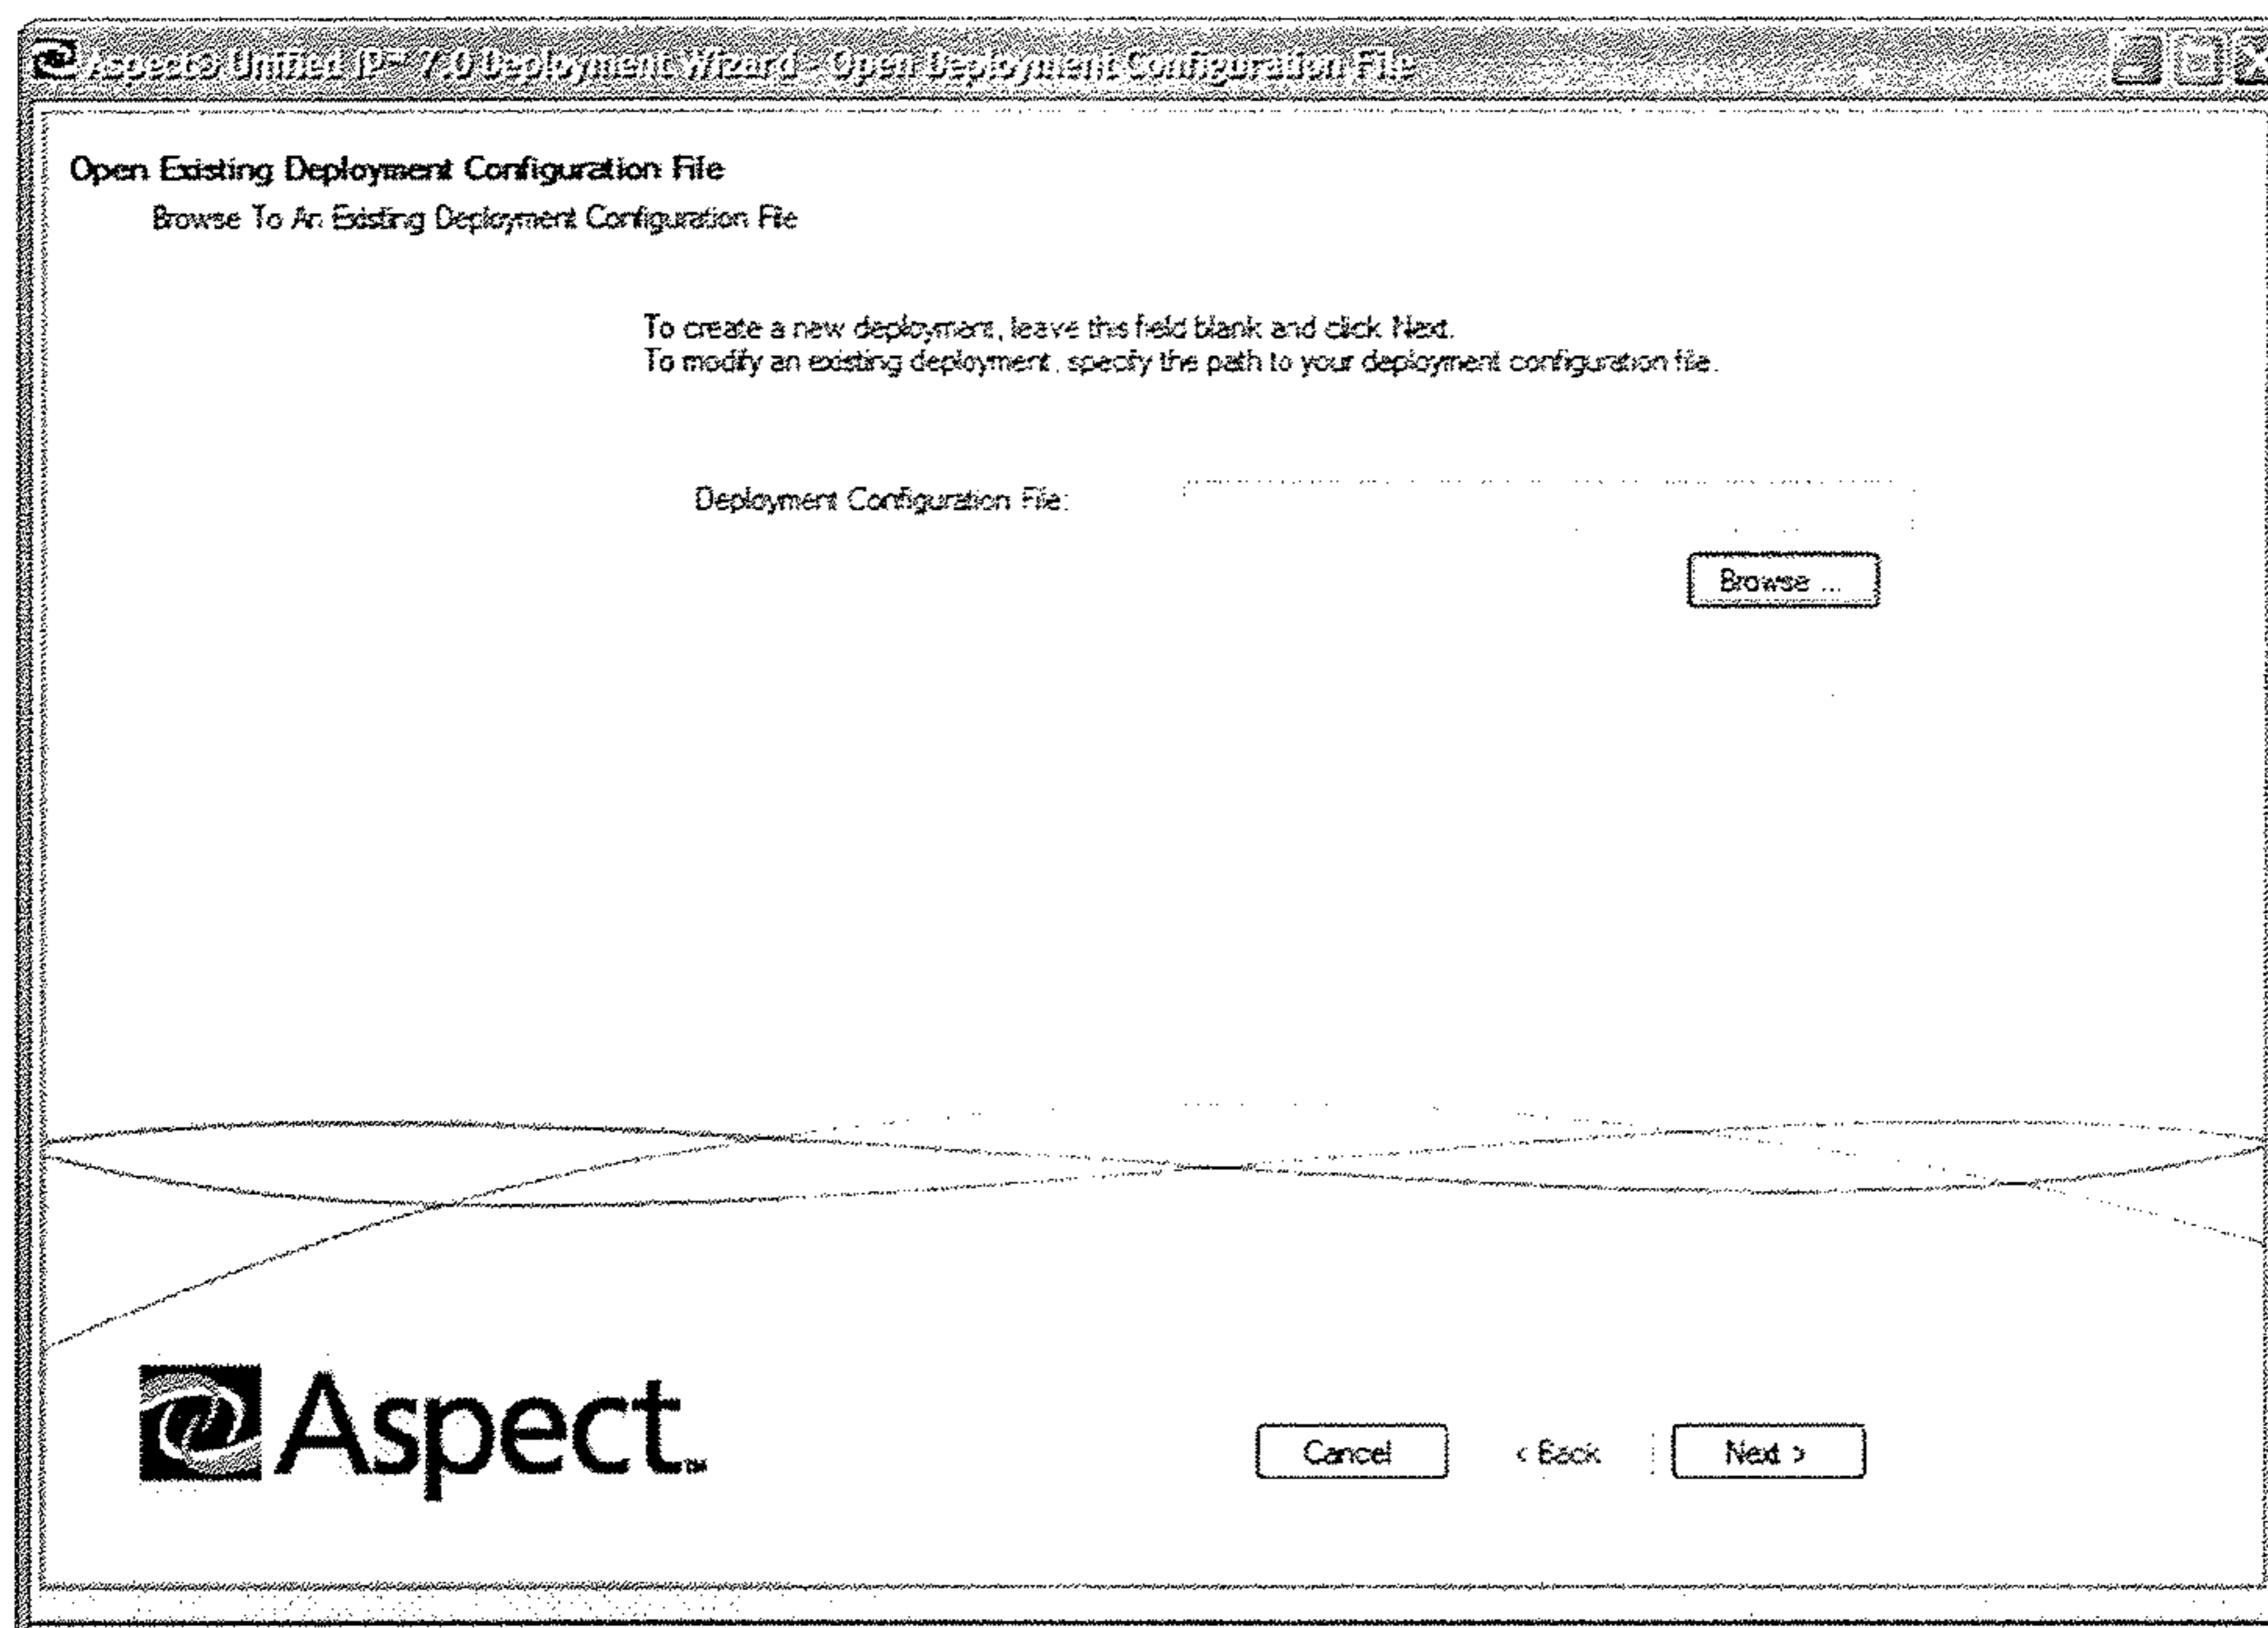 Aspect® Unified IP™ 7.0 Deployment Wizard - Open Deployment Configuration File
Open Existing Deployment Configuration File
Browse To An Existing Deployment Configuration File
To create a new deployment, leave this field blank and click Next.
To modify an existing deployment, specify the path to your deployment configuration file.
Deployment Configuration File:
Browse ...
Aspect™
Cancel < Back Next >